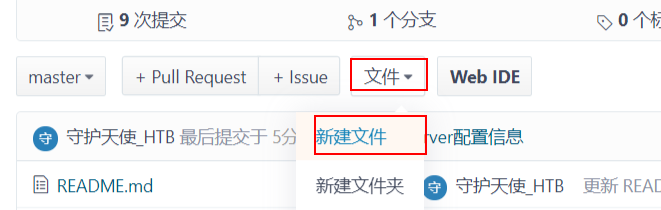 9 次提交 1 个分支 0 个
master + Pull Request + Issue 文件 Web IDE
守 守护天使_HTB 最后提交于 5分 新建文件 rver配置信息
README.md 新建文件夹 守 守护天使_HTB 更新 READ